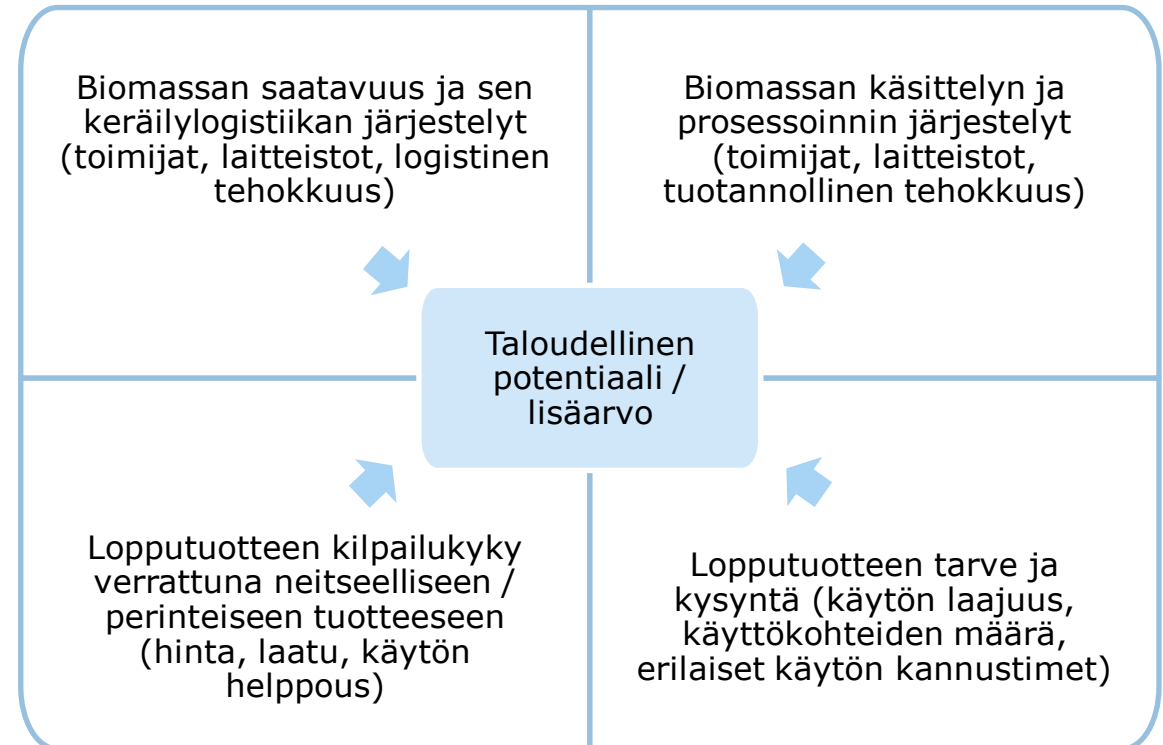 Biomassan saatavuus ja sen
keräilylogistiikan järjestelyt
(toimijat, laitteistot, logistinen
tehokkuus)
Biomassan käsittelyn ja
prosessoinnin järjestelyt
(toimijat, laitteistot,
tuotannollinen tehokkuus)
Taloudellinen
potentiaali /
lisäarvo
Lopputuotteen kilpailukyky
verrattuna neitseelliseen /
perinteiseen tuotteeseen
(hinta, laatu, käytön
helppous)
Lopputuotteen tarve ja
kysyntä (käytön laajuus,
käyttökohteiden määrä,
erilaiset käytön kannustimet)